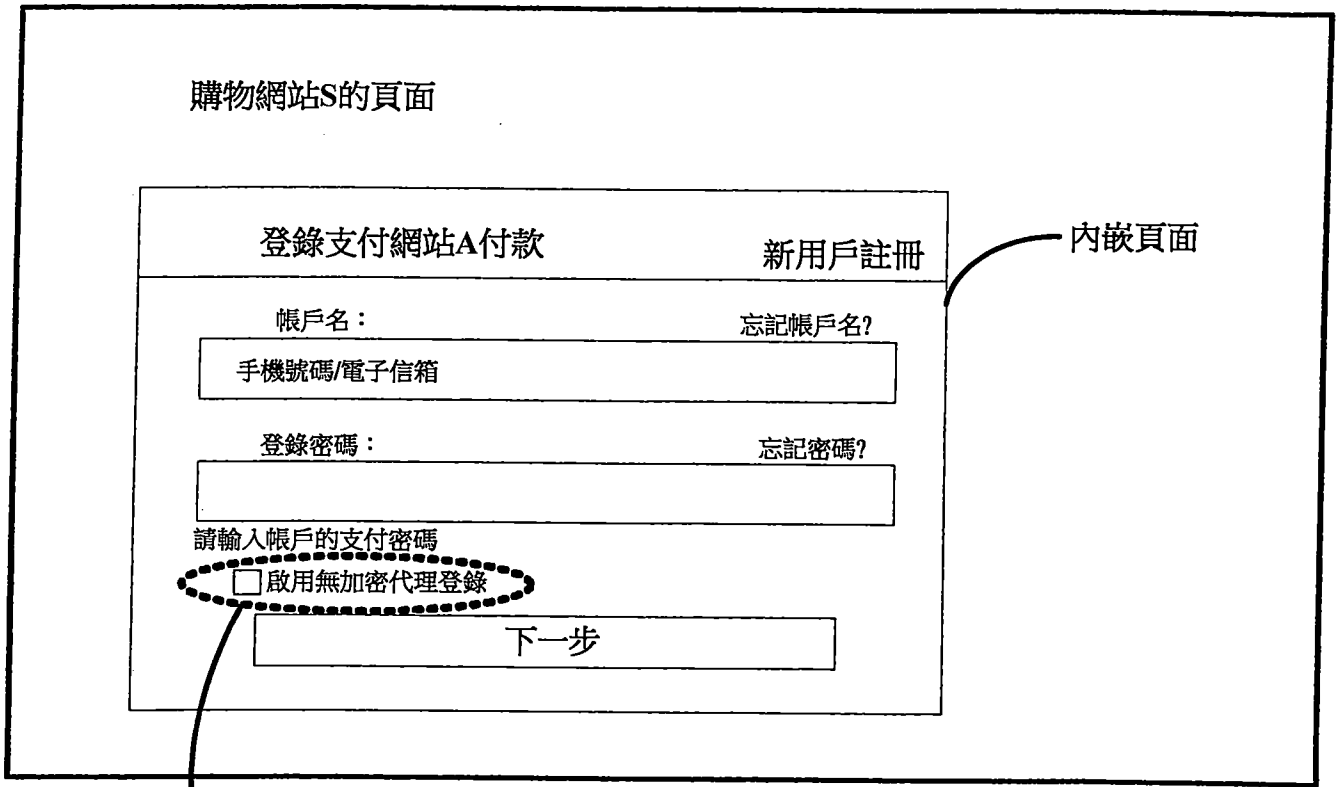 購物網站S的頁面
登錄支付網站A付款 新用戶註冊
內嵌頁面
帳戶名： 忘記帳戶名?
手機號碼/電子信箱
登錄密碼： 忘記密碼?
請輸入帳戶的支付密碼
啟用無加密代理登錄
下一步